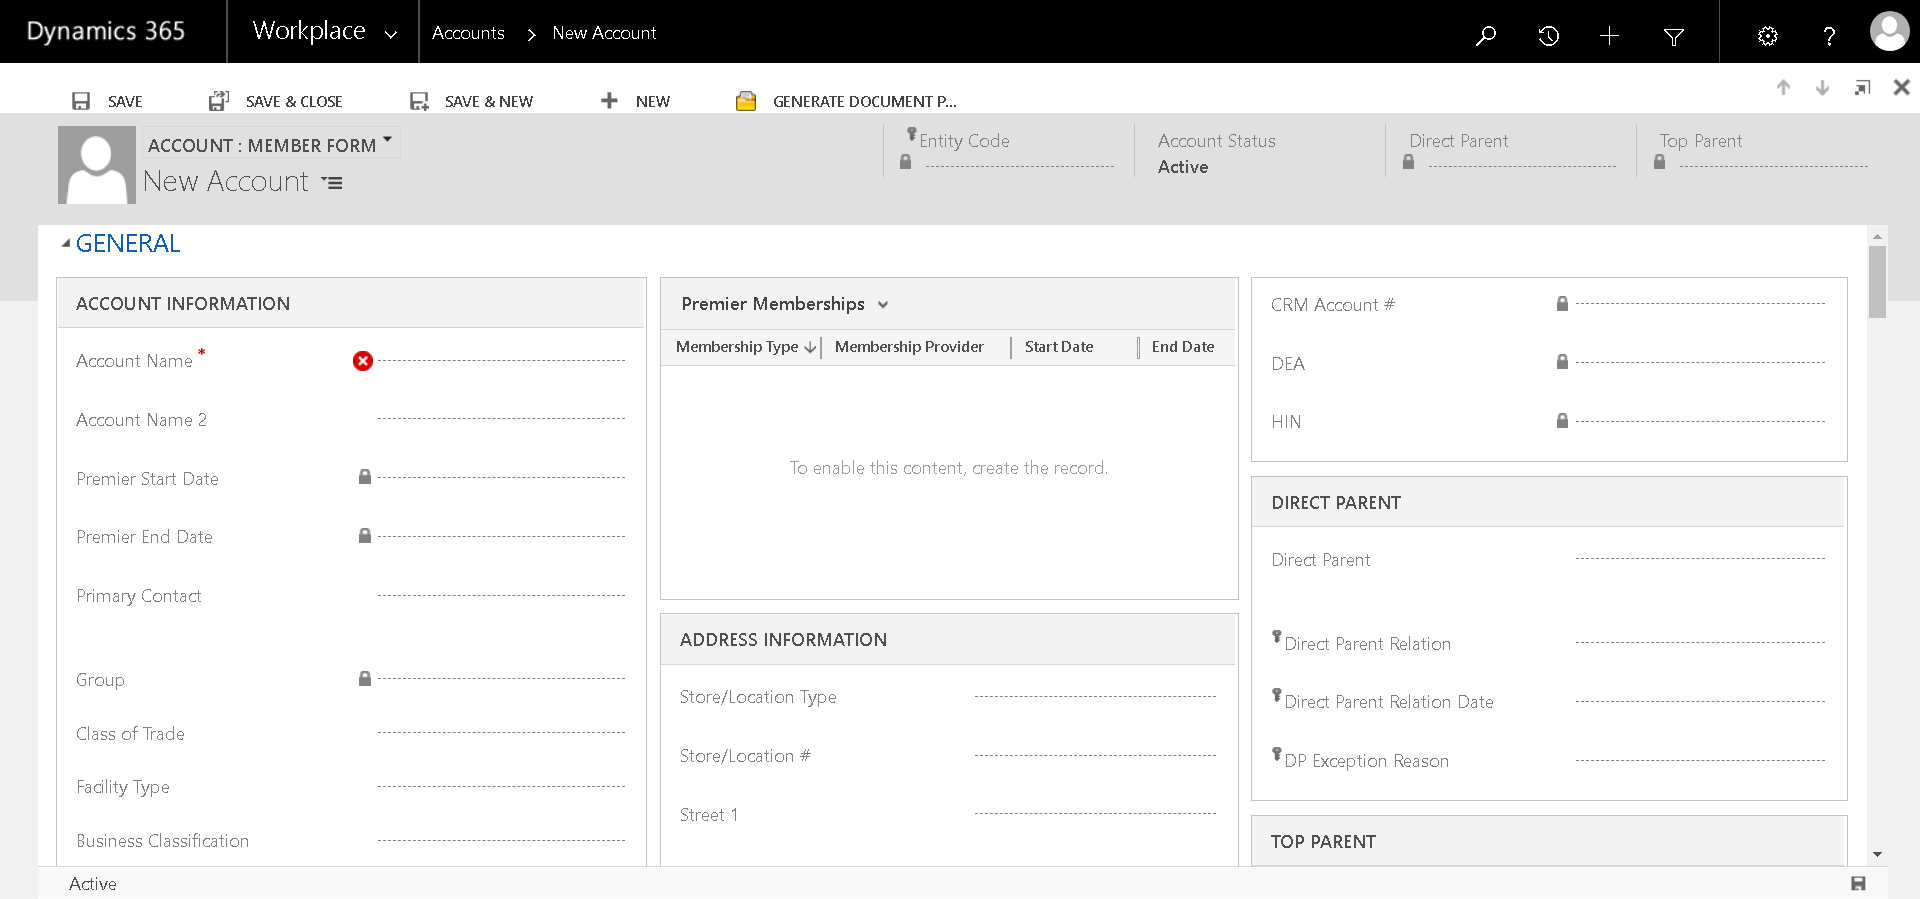 Dynamics 365
Workplace
Accounts
New Account
?
SAVE
SAVE & CLOSE
SAVE & NEW
NEW
GENERATE DOCUMENT P...
ACCOUNT : MEMBER FORM
New Account
Entity Code
Account Status
Active
Direct Parent
Top Parent
GENERAL
ACCOUNT INFORMATION
Account Name *
Account Name 2
Premier Start Date
Premier End Date
Primary Contact
Group
Class of Trade
Facility Type
Business Classification
Premier Memberships
Membership Type
Membership Provider
Start Date
End Date
To enable this content, create the record.
ADDRESS INFORMATION
Store/Location Type
Store/Location #
Street 1
CRM Account #
DEA
HIN
DIRECT PARENT
Direct Parent
Direct Parent Relation
Direct Parent Relation Date
DP Exception Reason
TOP PARENT
Active